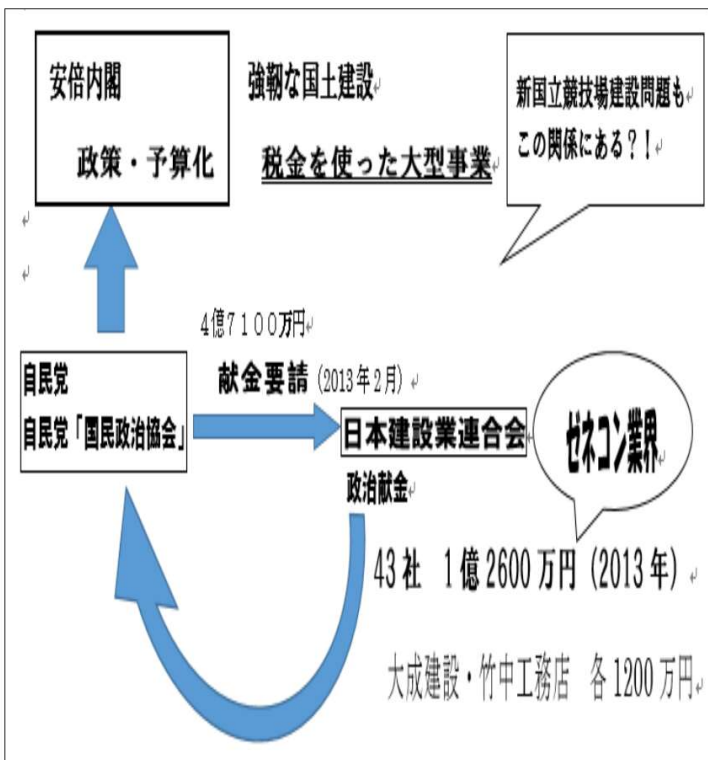 安倍内閣
政策・予算化
強靭な国土建設
税金を使った大型事業
新国立競技場建設問題も
この関係にある？！
4億7100万円
献金要請（2013年2月）
自民党
自民党「国民政治協会」
日本建設業連合会
ゼネコン業界
政治献金
43社　1億2600万円（2013年）
大成建設・竹中工務店　各1200万円